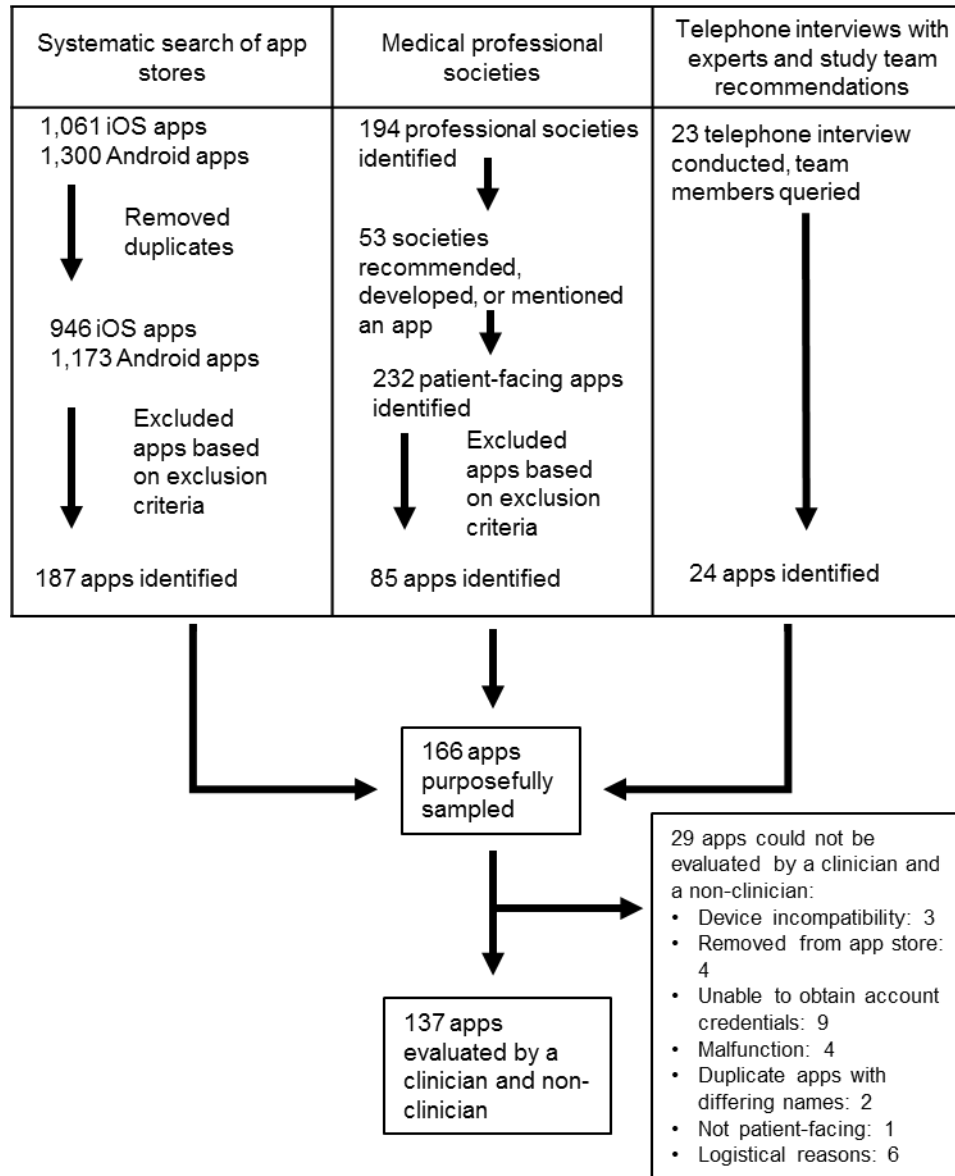 Systematic search of app
stores
Medical professional
societies
Telephone interviews with
experts and study team
recommendations
1,061 iOS apps
1,300 Android apps
Removed
duplicates
946 iOS apps
1,173 Android apps
Excluded
apps based
on exclusion
criteria
187 apps identified
194 professional societies
identified
53 societies
recommended,
developed, or mentioned
an app
232 patient-facing apps
identified
Excluded
apps based
on exclusion
criteria
85 apps identified
23 telephone interview
conducted, team
members queried
24 apps identified
166 apps
purposefully
sampled
29 apps could not be
evaluated by a clinician and
a non-clinician:
• Device incompatibility: 3
• Removed from app store:
4
• Unable to obtain account
credentials: 9
• Malfunction: 4
• Duplicate apps with
differing names: 2
• Not patient-facing: 1
• Logistical reasons: 6
137 apps
evaluated by a
clinician and non-
clinician